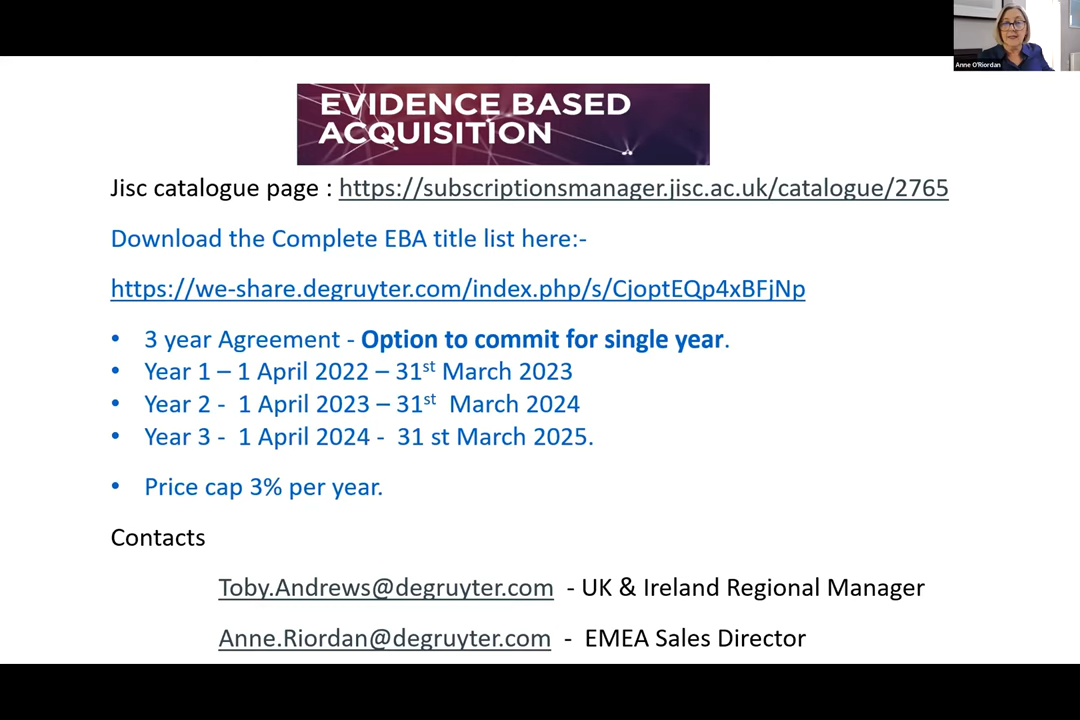 Anne O'Riordan
EVIDENCE BASED
ACQUISITION
Jisc catalogue page : https://subscriptionsmanager.jisc.ac.uk/catalogue/2765
Download the Complete EBA title list here:-
https://we-share.degruyter.com/index.php/s/CjoptEQp4xBFjNp
• 3 year Agreement - Option to commit for single year.
• Year 1 – 1 April 2022 – 31st March 2023
• Year 2 - 1 April 2023 – 31st March 2024
• Year 3 - 1 April 2024 - 31 st March 2025.
• Price cap 3% per year.
Contacts
Toby.Andrews@degruyter.com - UK & Ireland Regional Manager
Anne.Riordan@degruyter.com - EMEA Sales Director